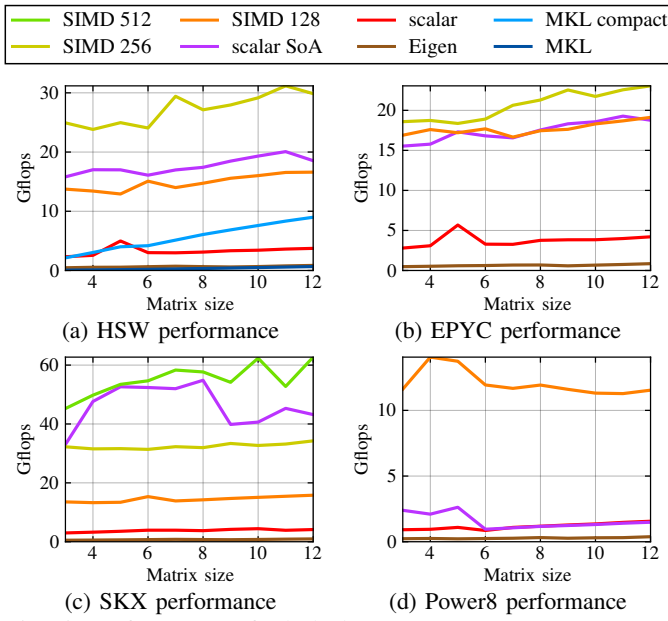 SIMD 512 SIMD 128 scalar MKL compact
SIMD 256 scalar SoA Eigen MKL
30
20
10
0
Gflops
4 6 8 10 12
Matrix size
(a) HSW performance
20
15
10
5
0
Gflops
4 6 8 10 12
Matrix size
(b) EPYC performance
60
40
20
0
Gflops
4 6 8 10 12
Matrix size
(c) SKX performance
10
5
0
Gflops
4 6 8 10 12
Matrix size
(d) Power8 performance